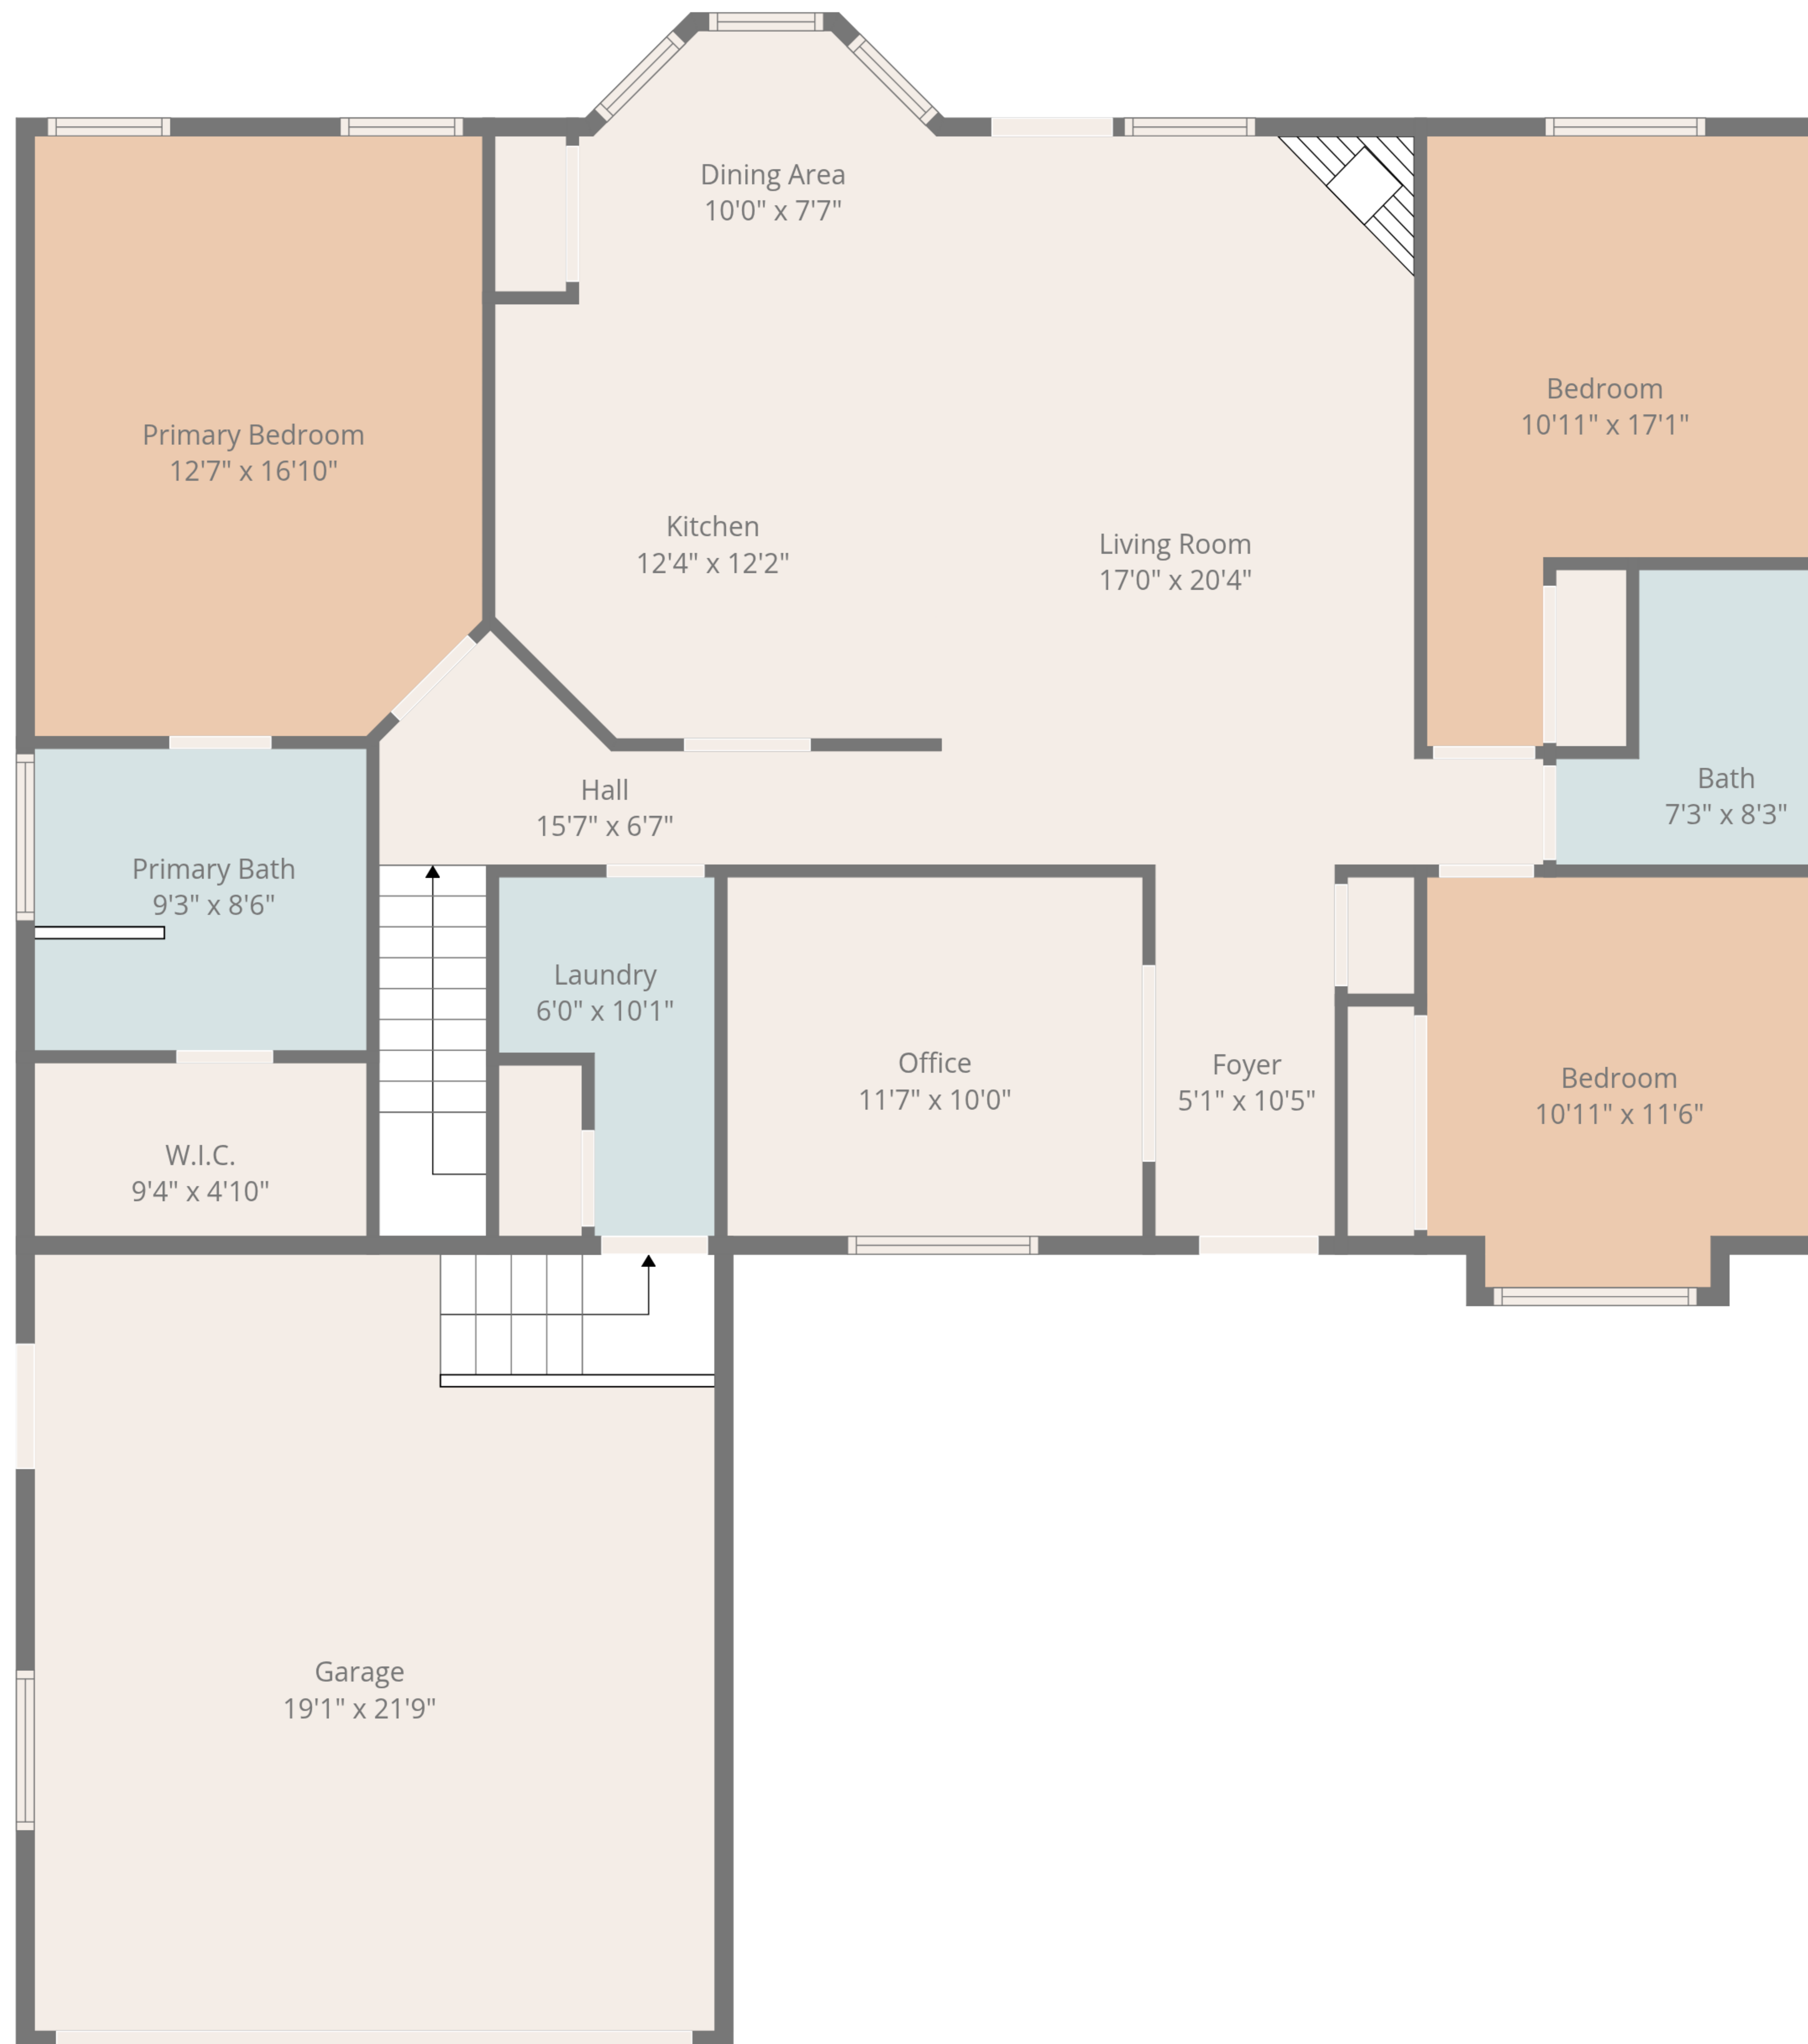 Dining Area
10'0" x 7'7"
Bedroom
10'11" x 17'1"
Primary Bedroom
12'7" x 16'10"
Kitchen
12'4" x 12'2"
Living Room
17'0" x 20'4"
Hall
15'7" x 6'7"
Bath
7'3" x 8'3"
Primary Bath
9'3" x 8'6"
Laundry
6'0" x 10'1"
Office
11'7" x 10'0"
Foyer
5'1" x 10'5"
Bedroom
10'11" x 11'6"
W.I.C.
9'4" x 4'10"
Garage
19'1" x 21'9"